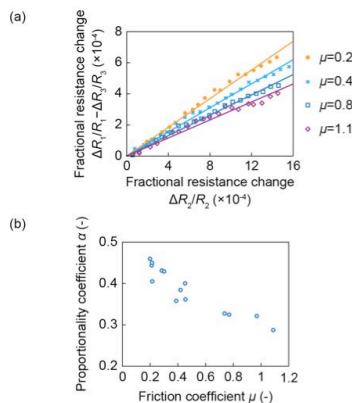 (a)
Fractional resistance change
ΔR1/R1−ΔR3/R3 (×10-4)
8
6
4
2
0
0 4 8 12 16
Fractional resistance change
ΔR2/R2 (×10-4)
μ=0.2
μ=0.4
μ=0.8
μ=1.1
(b)
Proportionality coefficient α (-)
0.5
0.4
0.3
0.2
0 0.2 0.4 0.6 0.8 1 1.2
Friction coefficient μ (-)